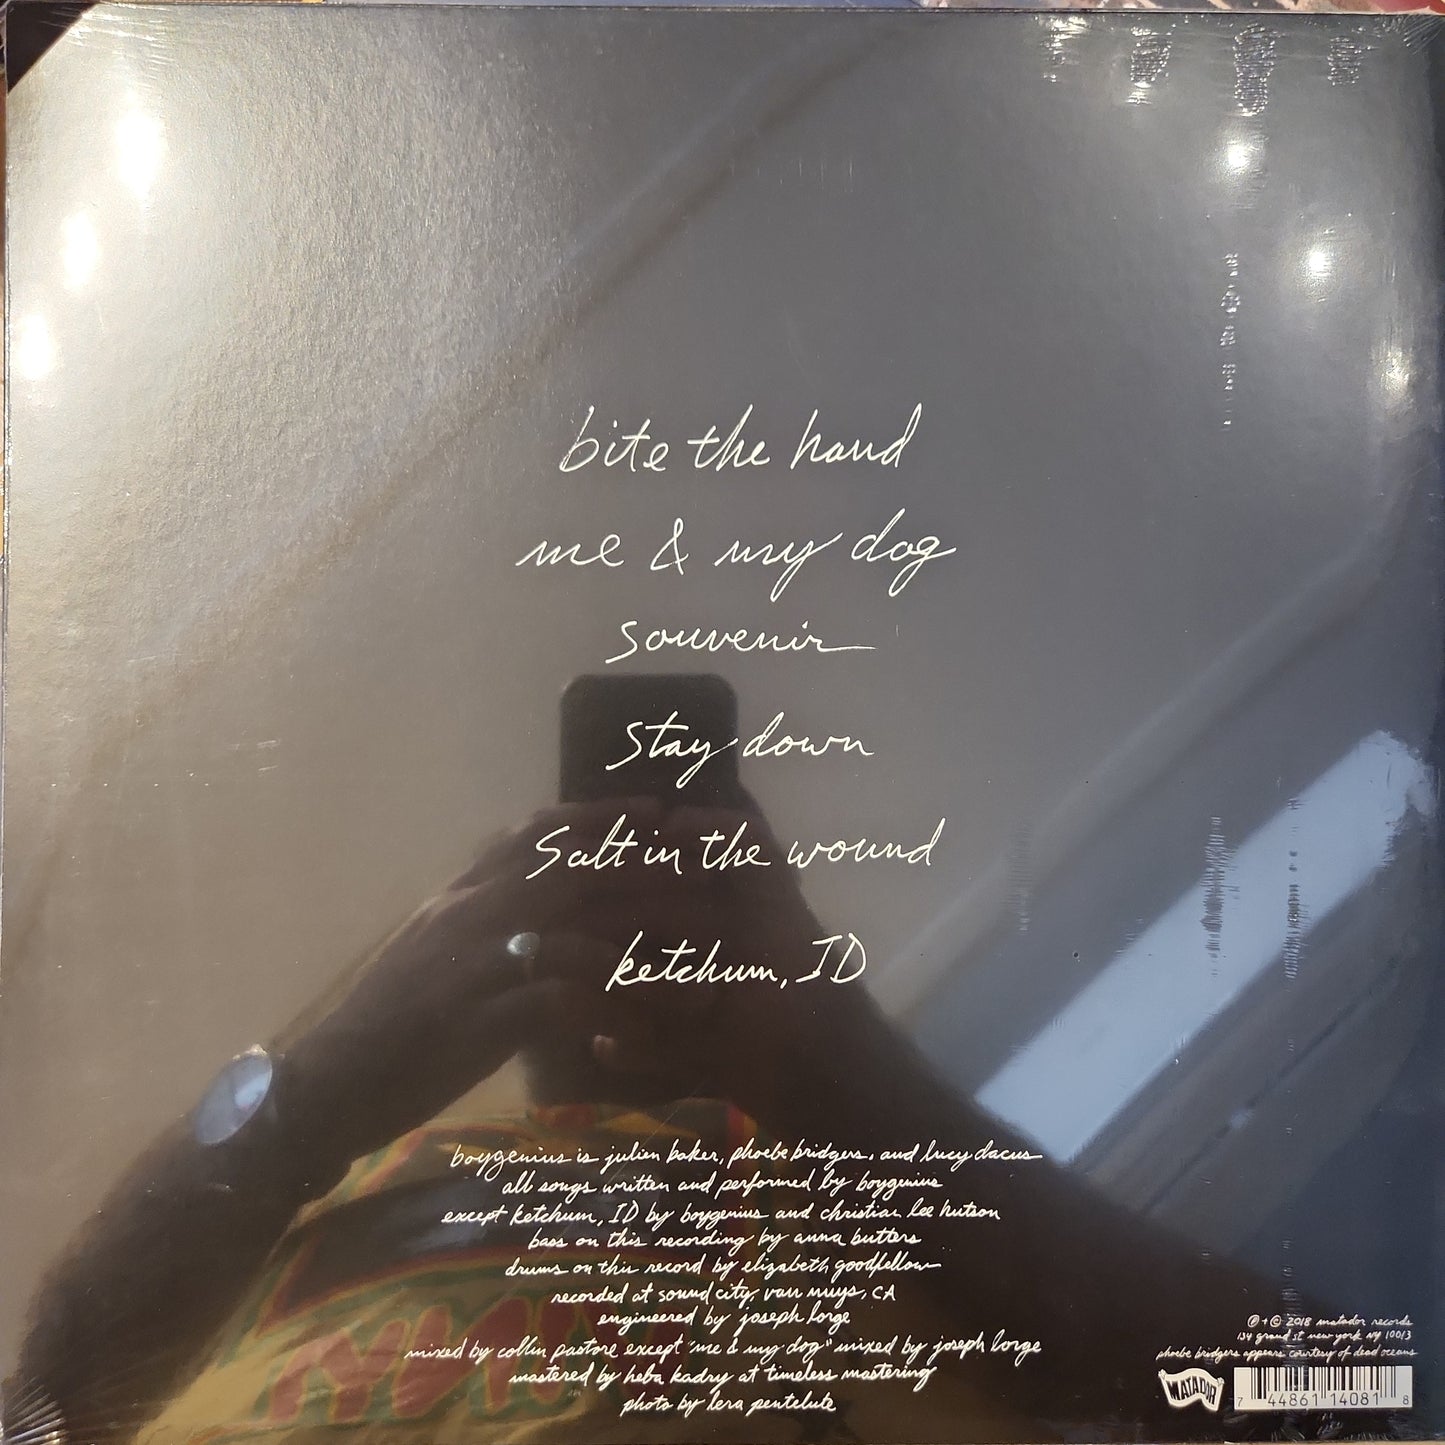 bite the hand
me & my dog
souvenir
stay down
salt in the wound
ketchum, ID
boygenius is julien baker, phoebe bridgers, and lucy dacus
all songs written and performed by boygenius
except ketchum, ID by boygenius and christian lee hutson
bass on this recording by anna butters
drums on this record by elizabeth goodfellow
recorded at sound city, van nuys, CA
engineered by joseph lorge
mixed by collin pastore except "me & my dog" mixed by joseph lorge
mastered by heba kadry at timeless mastering
photo by lera pentelute
℗ + © 2018 matador records
134 grand st new york NY 10013
phoebe bridgers appears courtesy of dead oceans
MATADOR
7 44861 14081 8